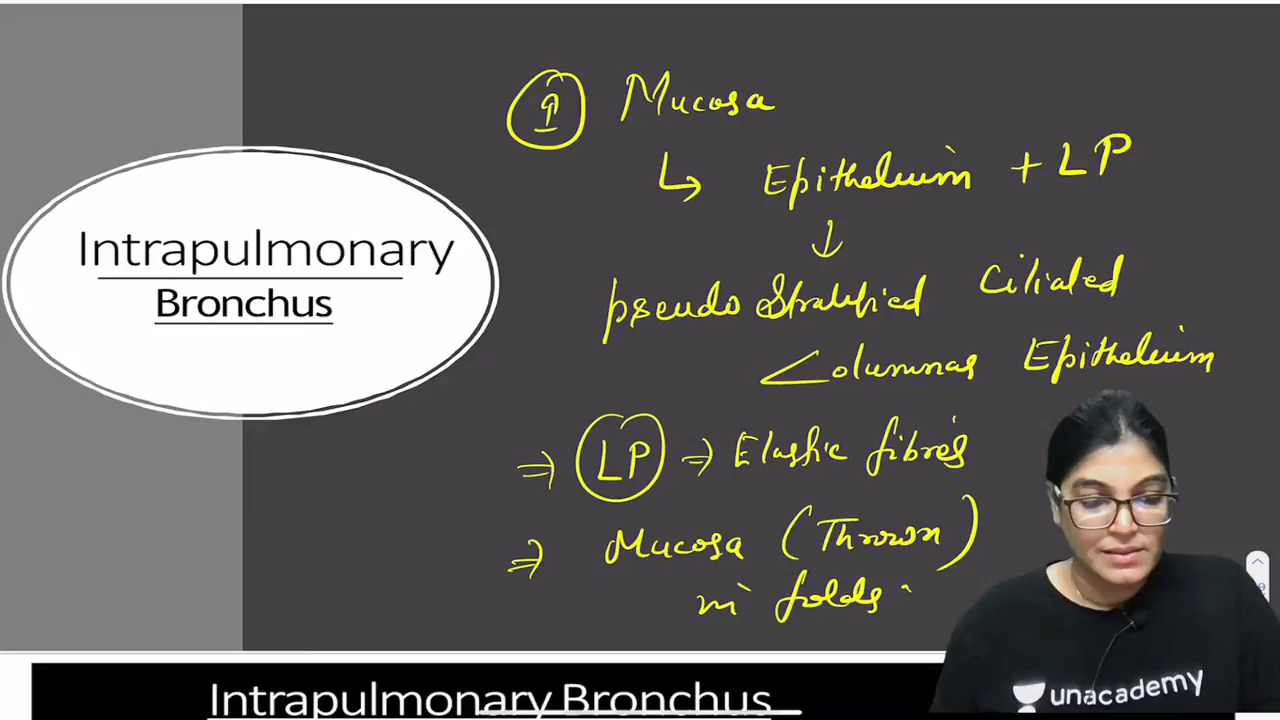 ① Mucosa
↳ Epithelium + LP
↓
pseudo Stratified Ciliated
Columnar Epithelium
⇒ LP ⇒ Elastic fibres
⇒ Mucosa (Thrown)
in folds
Intrapulmonary
Bronchus
Intrapulmonary Bronchus
unacademy